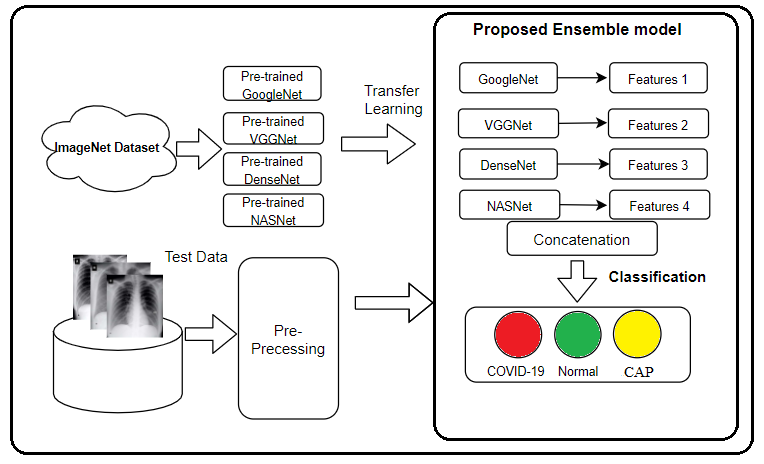 Proposed Ensemble model
ImageNet Dataset
Pre-trained
GoogleNet
Pre-trained
VGGNet
Pre-trained
DenseNet
Pre-trained
NASNet
Transfer
Learning
GoogleNet
Features 1
VGGNet
Features 2
DenseNet
Features 3
NASNet
Features 4
Concatenation
Classification
COVID-19
Normal
CAP
Test Data
Pre-
Precessing